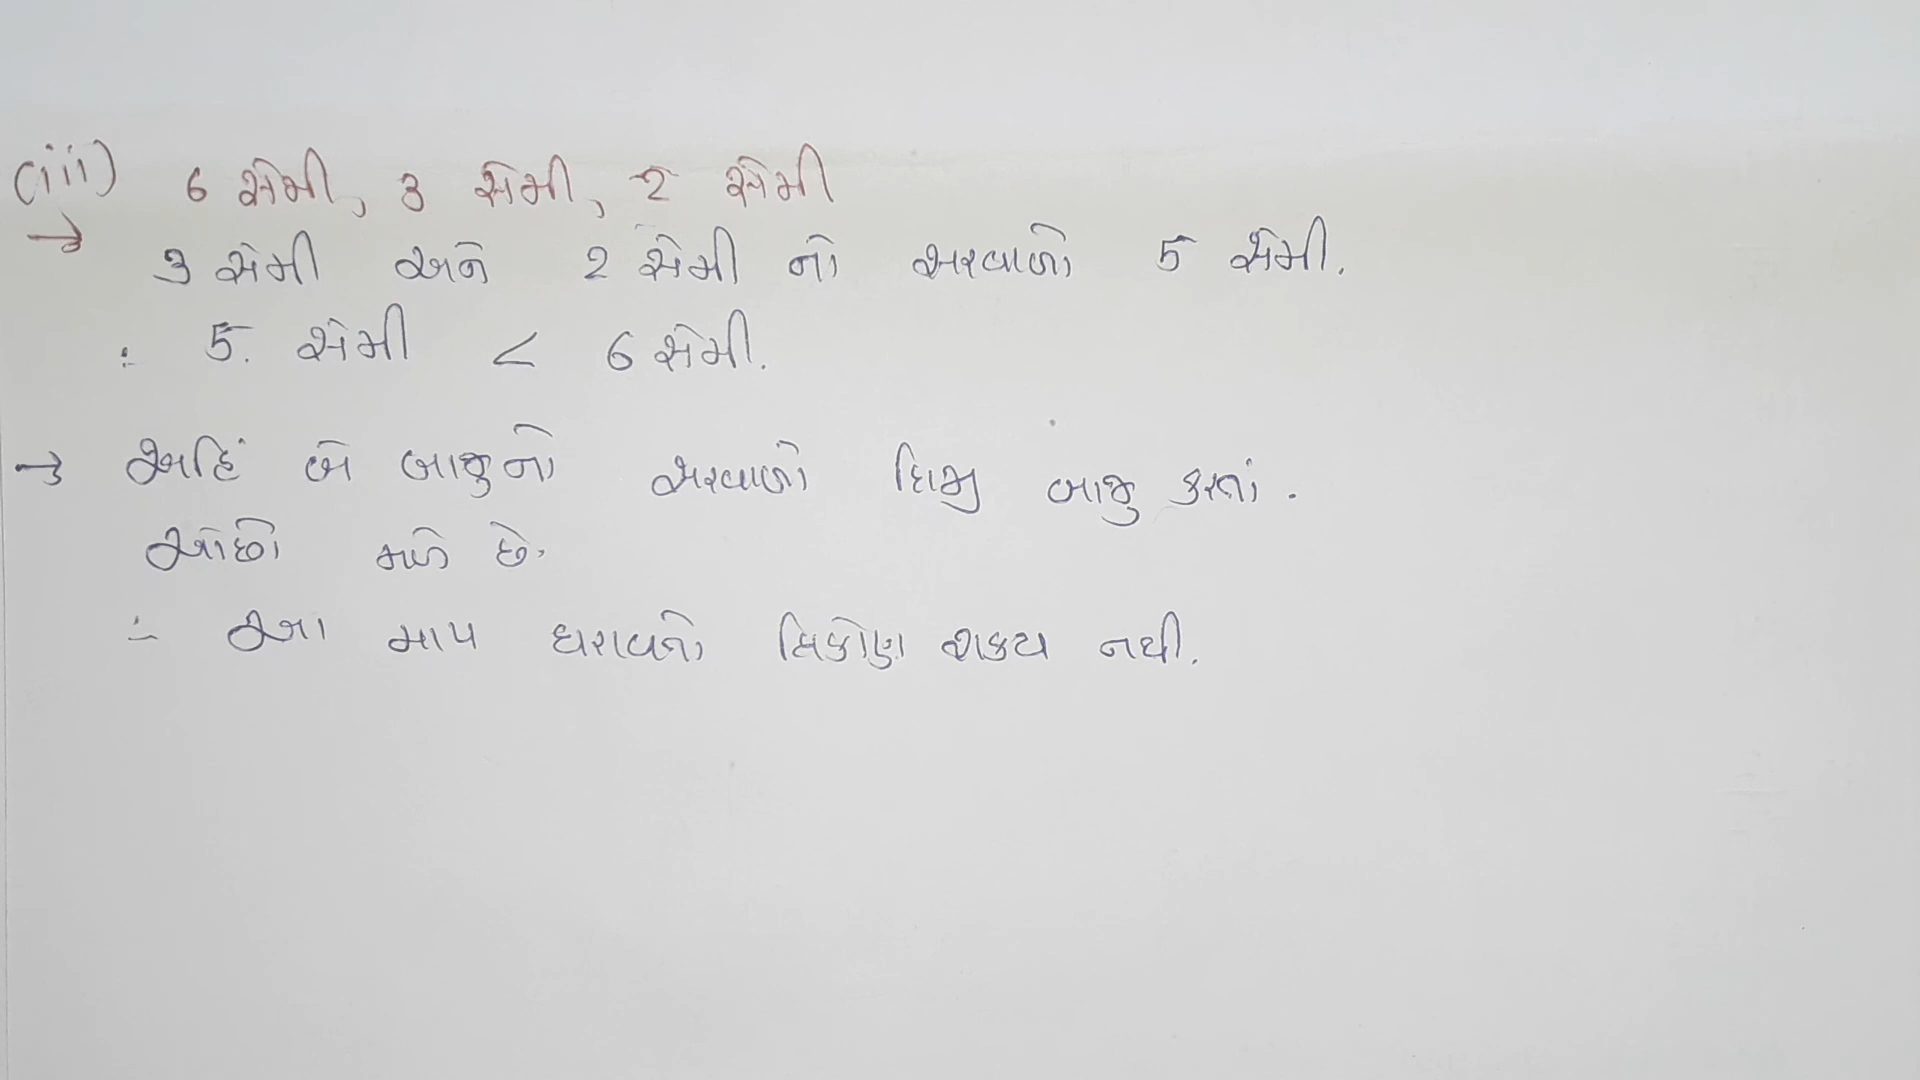 (iii) 6 સેમી, 3 સેમી, 2 સેમી
→ 3 સેમી અને 2 સેમી નો સરવાળો 5 સેમી.
∴ 5. સેમી < 6 સેમી.
→ અહિં બે બાજુનો સરવાળો ત્રિજી બાજુ કરતાં.
ઓછો મળે છે.
∴ આ માપ ધરાવતો ત્રિકોણ શક્ય નથી.